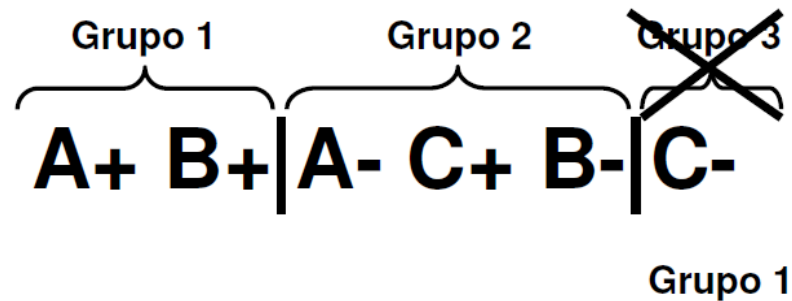 Grupo 1 Grupo 2 Grupo 3
A+ B+ A- C+ B- C-
Grupo 1